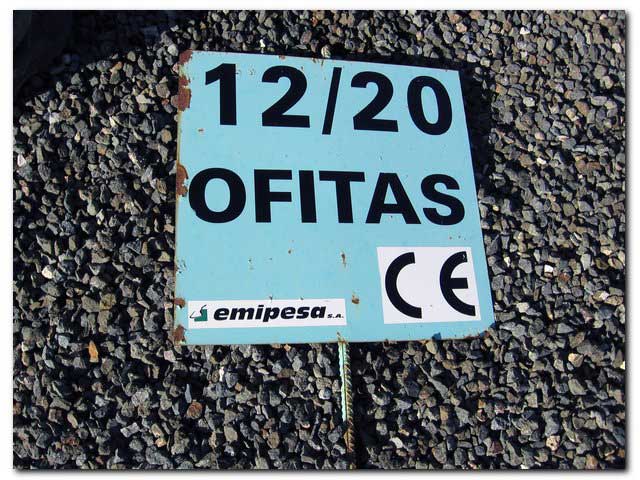 12/20
OFITAS
CE
emipesa S.A.